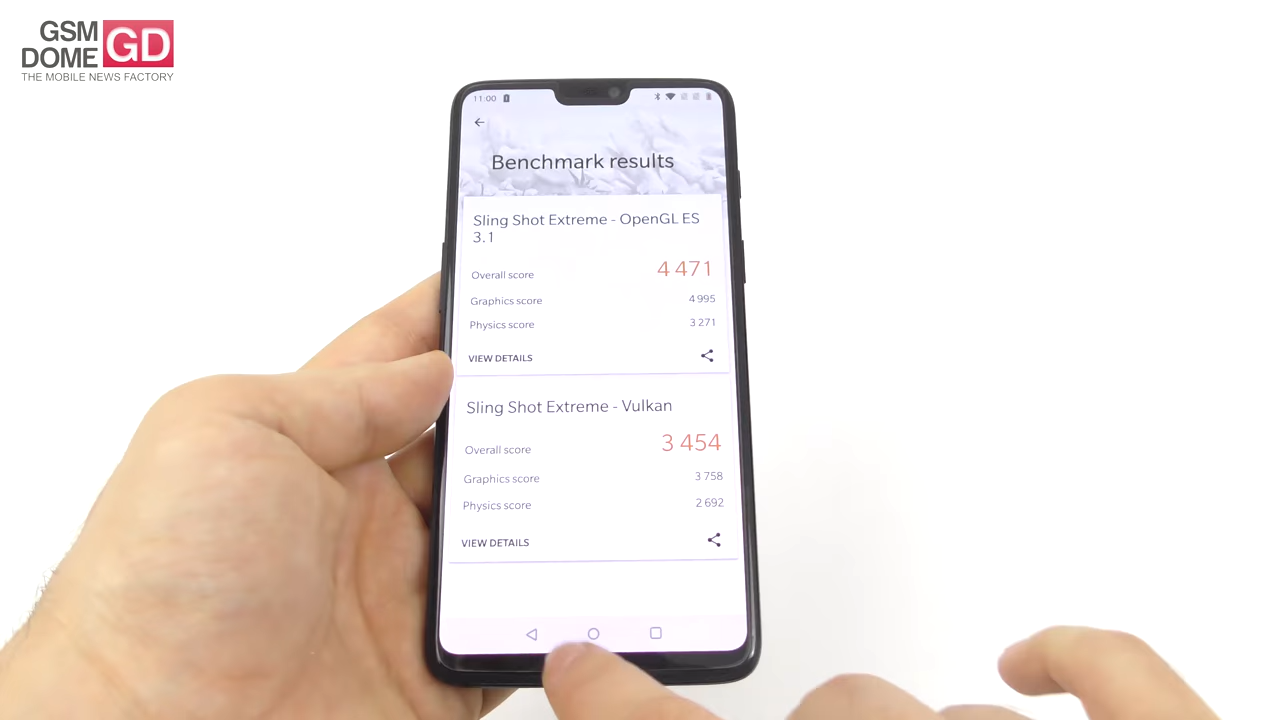 GSM
DOME GD
THE MOBILE NEWS FACTORY
11:00
Benchmark results
Sling Shot Extreme - OpenGL ES
3.1
Overall score 4 471
Graphics score 4 995
Physics score 3 271
VIEW DETAILS
Sling Shot Extreme - Vulkan
Overall score 3 454
Graphics score 3 758
Physics score 2 692
VIEW DETAILS